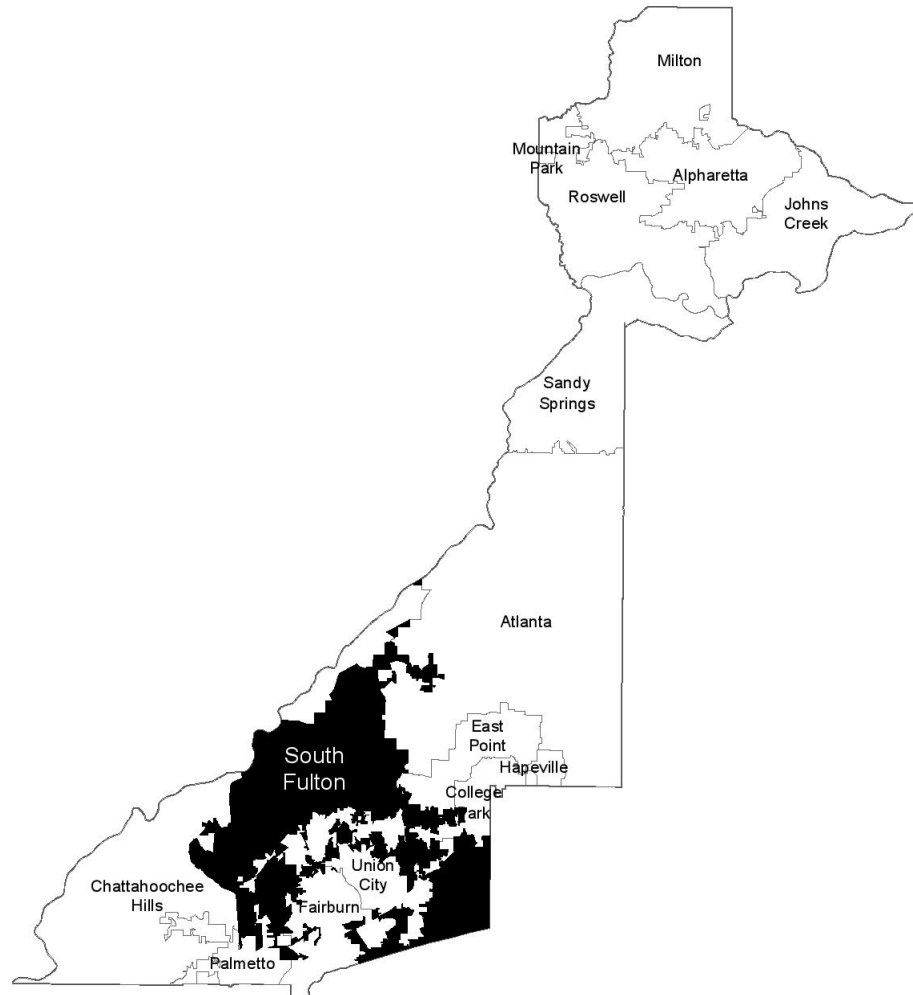 Milton
Mountain
Park
Alpharetta
Roswell
Johns
Creek
Sandy
Springs
Atlanta
East
Point
Hapeville
South
Fulton
College
Park
Union
City
Chattahoochee
Hills
Fairburn
Palmetto